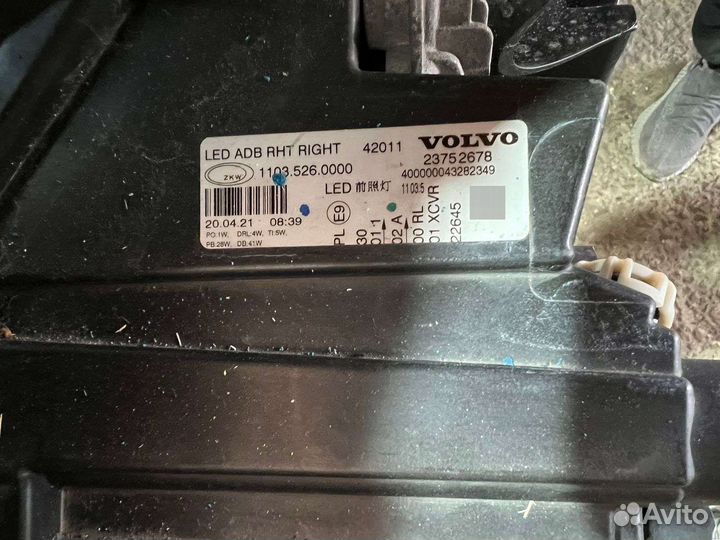 LED ADB RHT RIGHT 42011 VOLVO
ZKW 1103.526.0000 23752678
400000043282349
LED 前照灯 1103.5
20.04.21 08:39
PO:1W, DRL:4W, TI:5W,
PB:28W, DB:41W
PL E9
30
01 1
02 A
00 RL
01 XCVR
22645
Avito